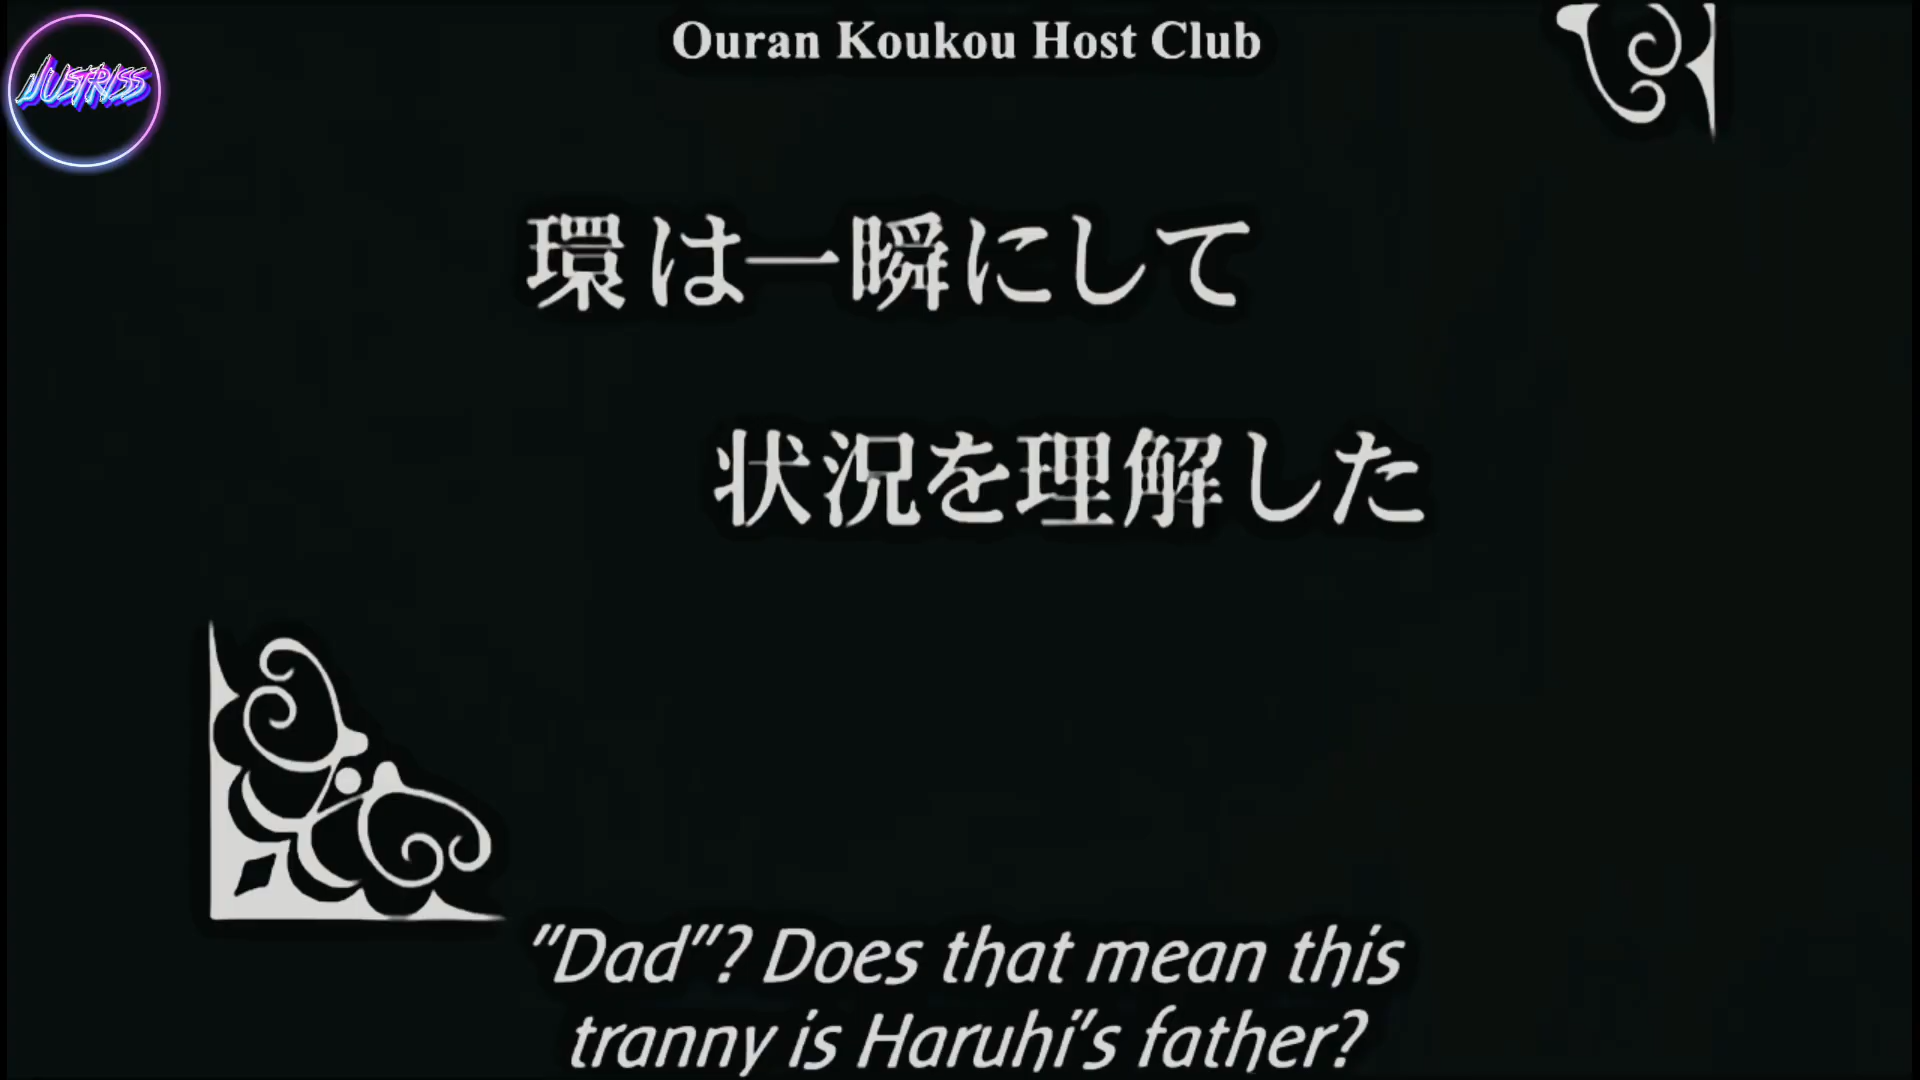 Ouran Koukou Host Club
JUSTRISS
環は一瞬にして
状況を理解した
"Dad"? Does that mean this
tranny is Haruhi's father?